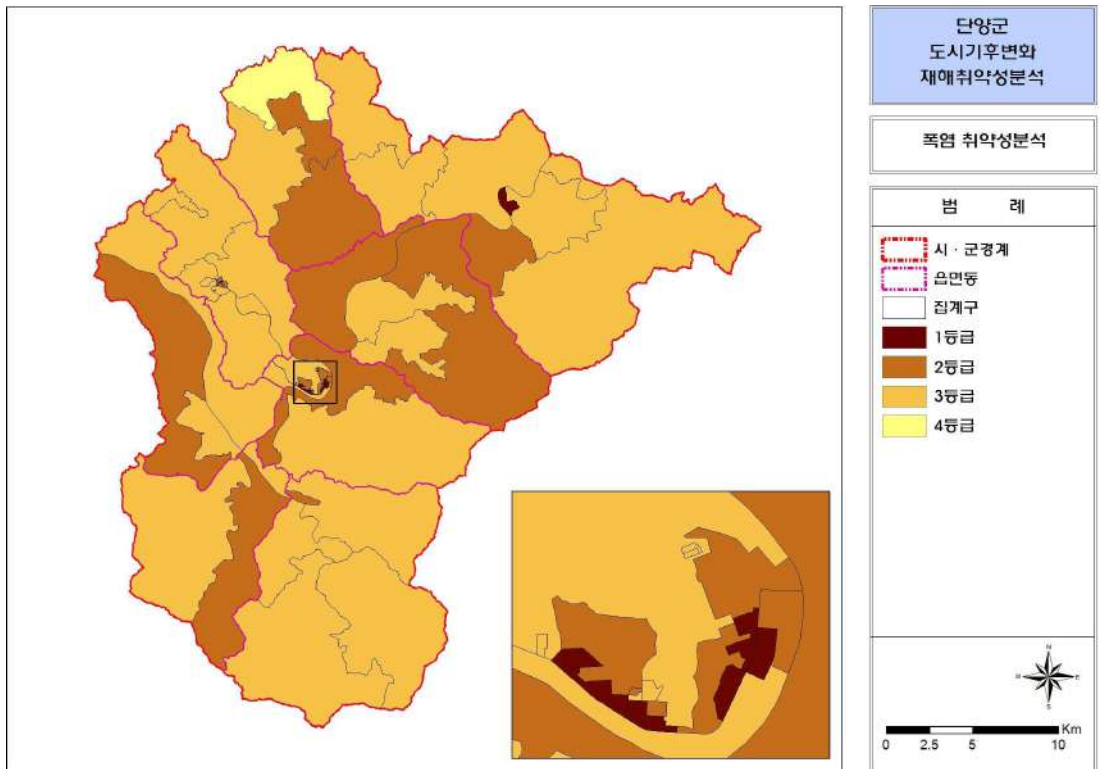 단양군
도시기후변화
재해취약성분석
폭염 취약성분석
범 례
시 · 군경계
읍면동
집계구
1등급
2등급
3등급
4등급
N
W E
S
Km
0 2.5 5 10